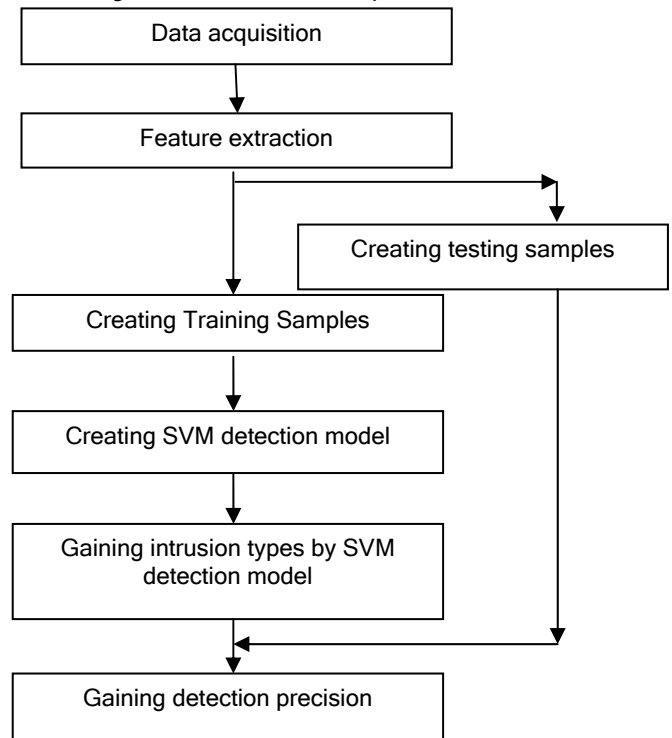 Data acquisition
Feature extraction
Creating testing samples
Creating Training Samples
Creating SVM detection model
Gaining intrusion types by SVM
detection model
Gaining detection precision